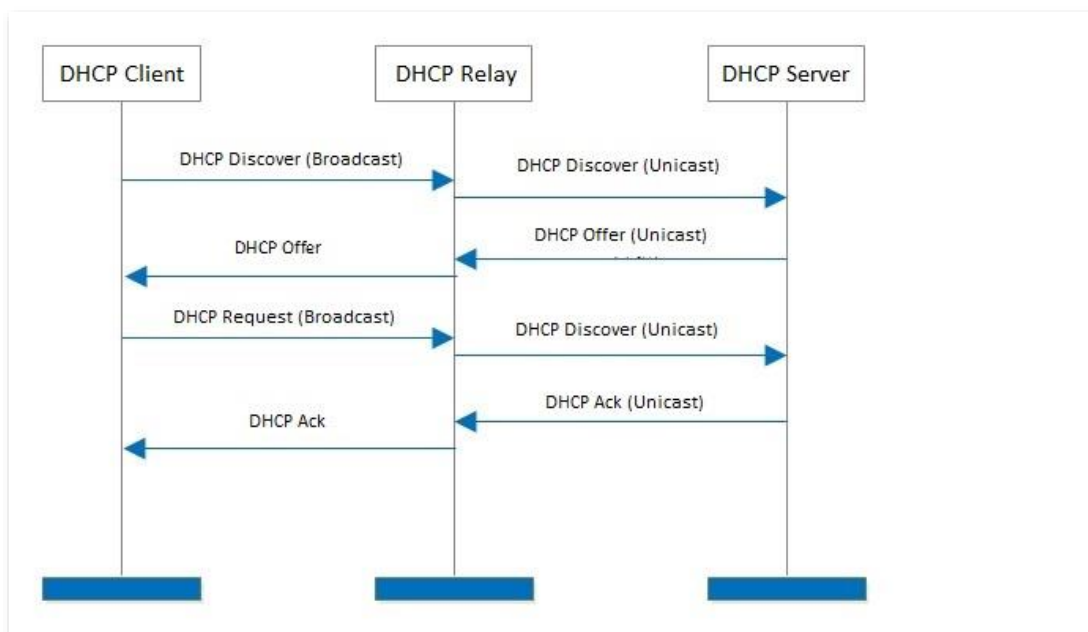 DHCP Client
DHCP Relay
DHCP Server
DHCP Discover (Broadcast)
DHCP Discover (Unicast)
DHCP Offer (Unicast)
DHCP Offer
DHCP Request (Broadcast)
DHCP Discover (Unicast)
DHCP Ack (Unicast)
DHCP Ack